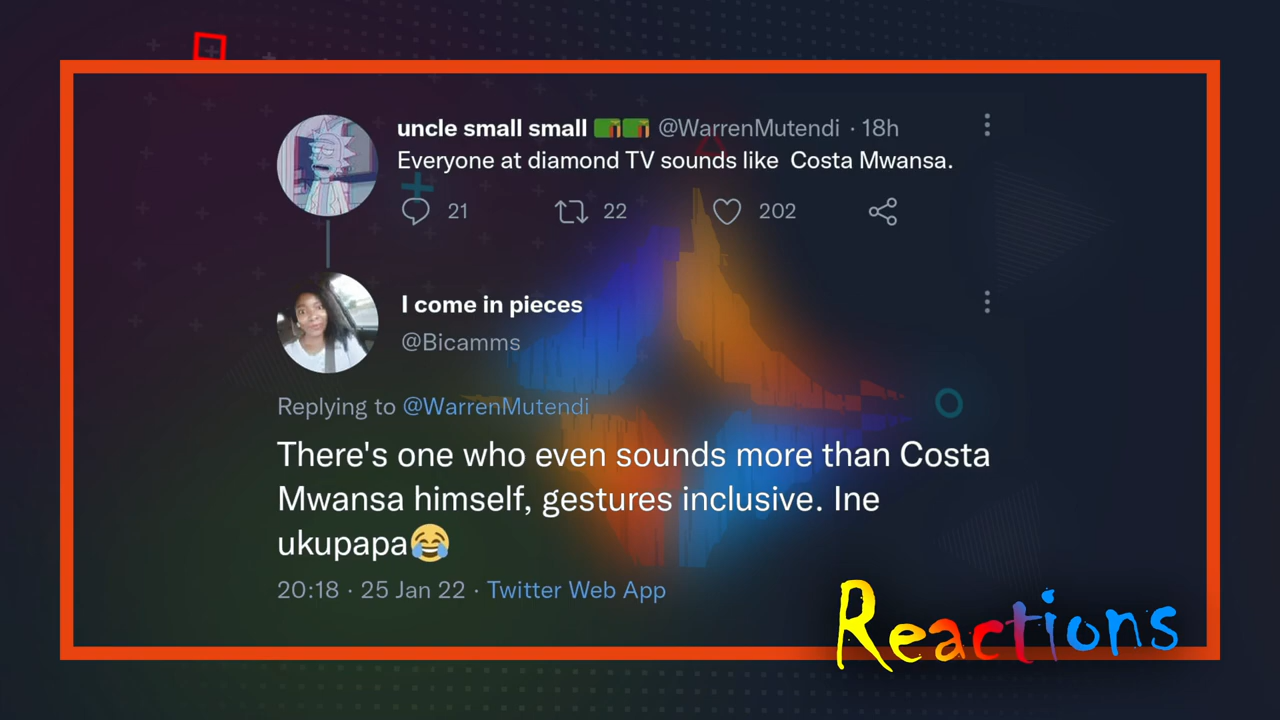 uncle small small 🇿🇲🇿🇲 @WarrenMutendi · 18h
Everyone at diamond TV sounds like Costa Mwansa.
21 22 202
I come in pieces
@Bicamms
Replying to @WarrenMutendi
There's one who even sounds more than Costa
Mwansa himself, gestures inclusive. Ine
ukupapa😂
20:18 · 25 Jan 22 · Twitter Web App
Reactions